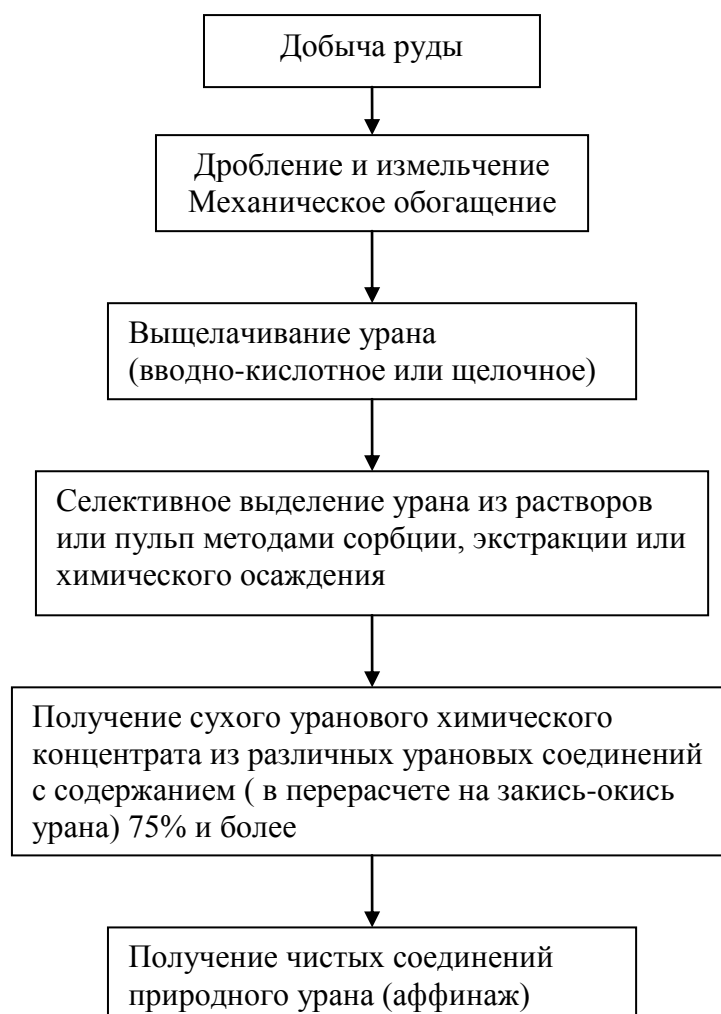 Добыча руды
Дробление и измельчение
Механическое обогащение
Выщелачивание урана
(вводно-кислотное или щелочное)
Селективное выделение урана из растворов
или пульп методами сорбции, экстракции или
химического осаждения
Получение сухого уранового химического
концентрата из различных урановых соединений
с содержанием ( в перерасчете на закись-окись
урана) 75% и более
Получение чистых соединений
природного урана (аффинаж)